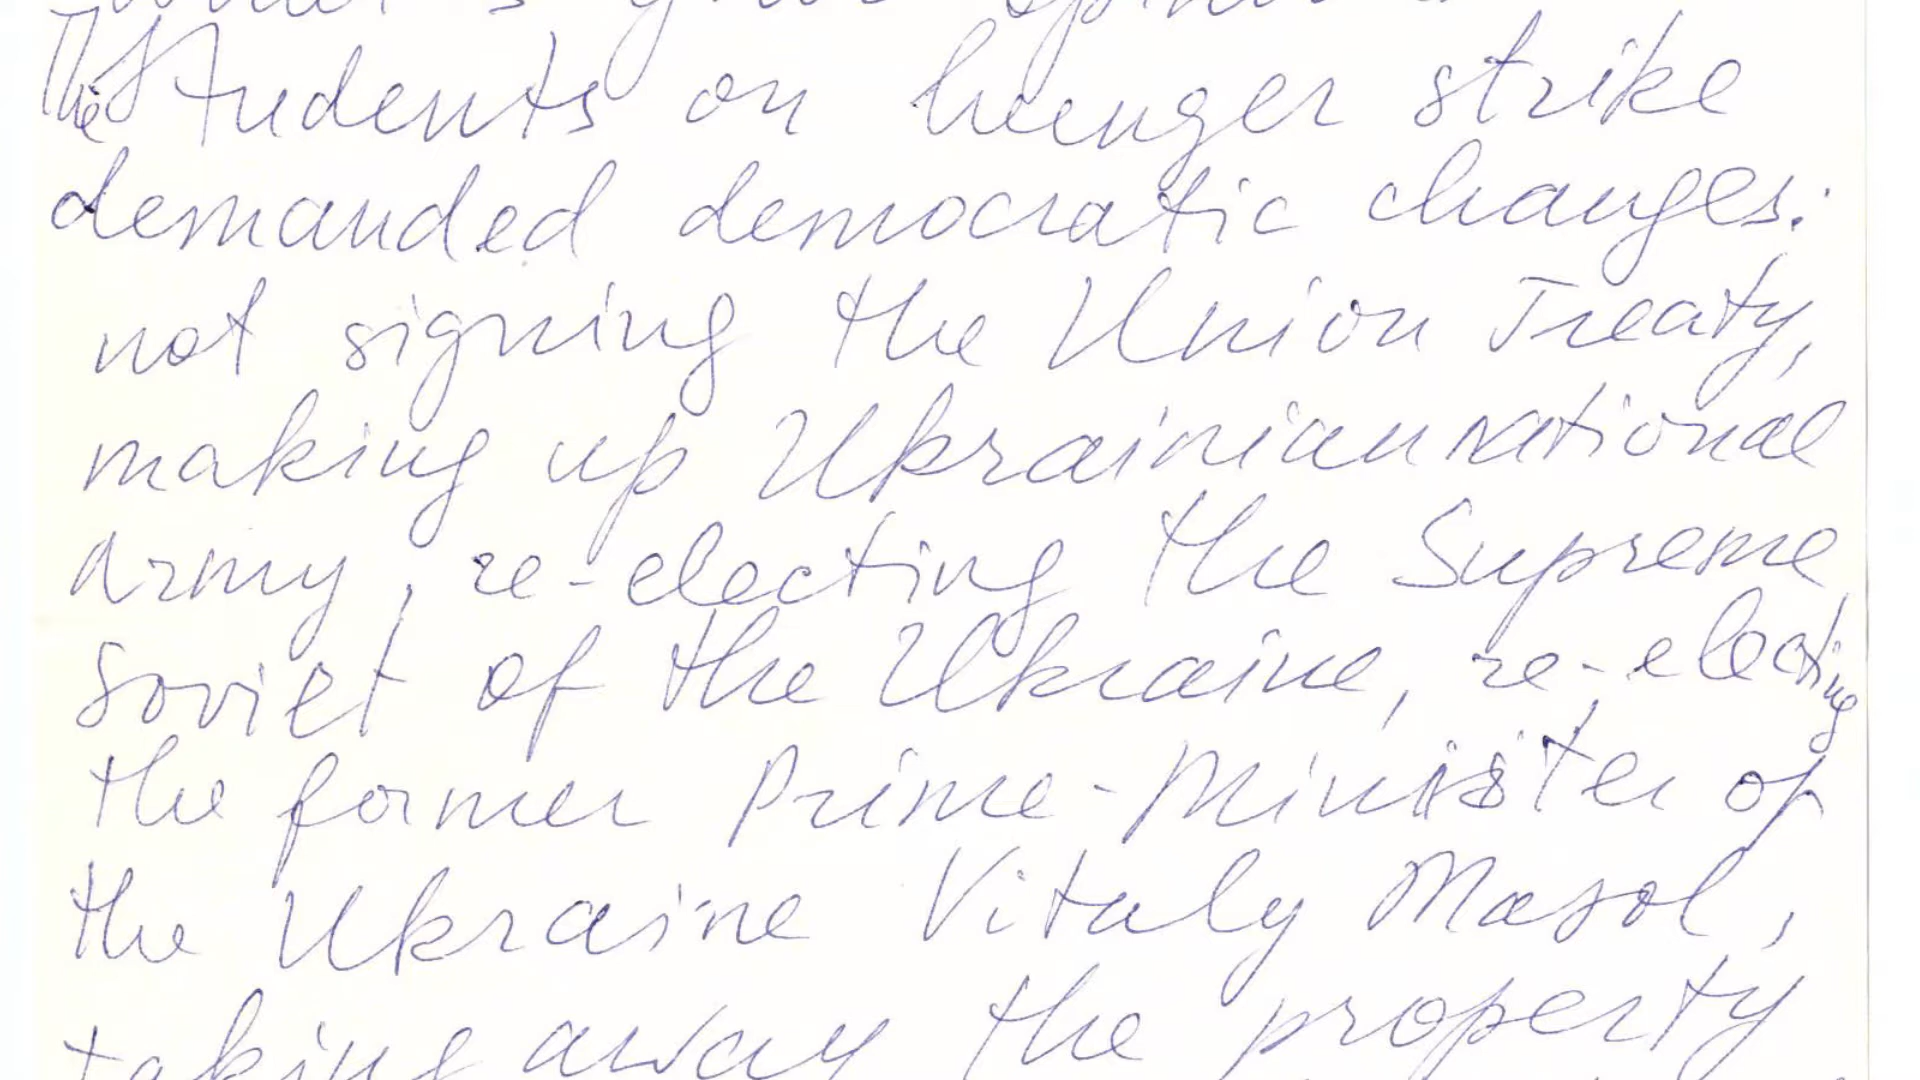 The students on hunger strike
demanded democratic changes:
not signing the Union Treaty,
making up Ukrainian national
army, re-electing the Supreme
Soviet of the Ukraine, re-electing
the former Prime-Minister of
the Ukraine Vitaly Masol,
taking away the property